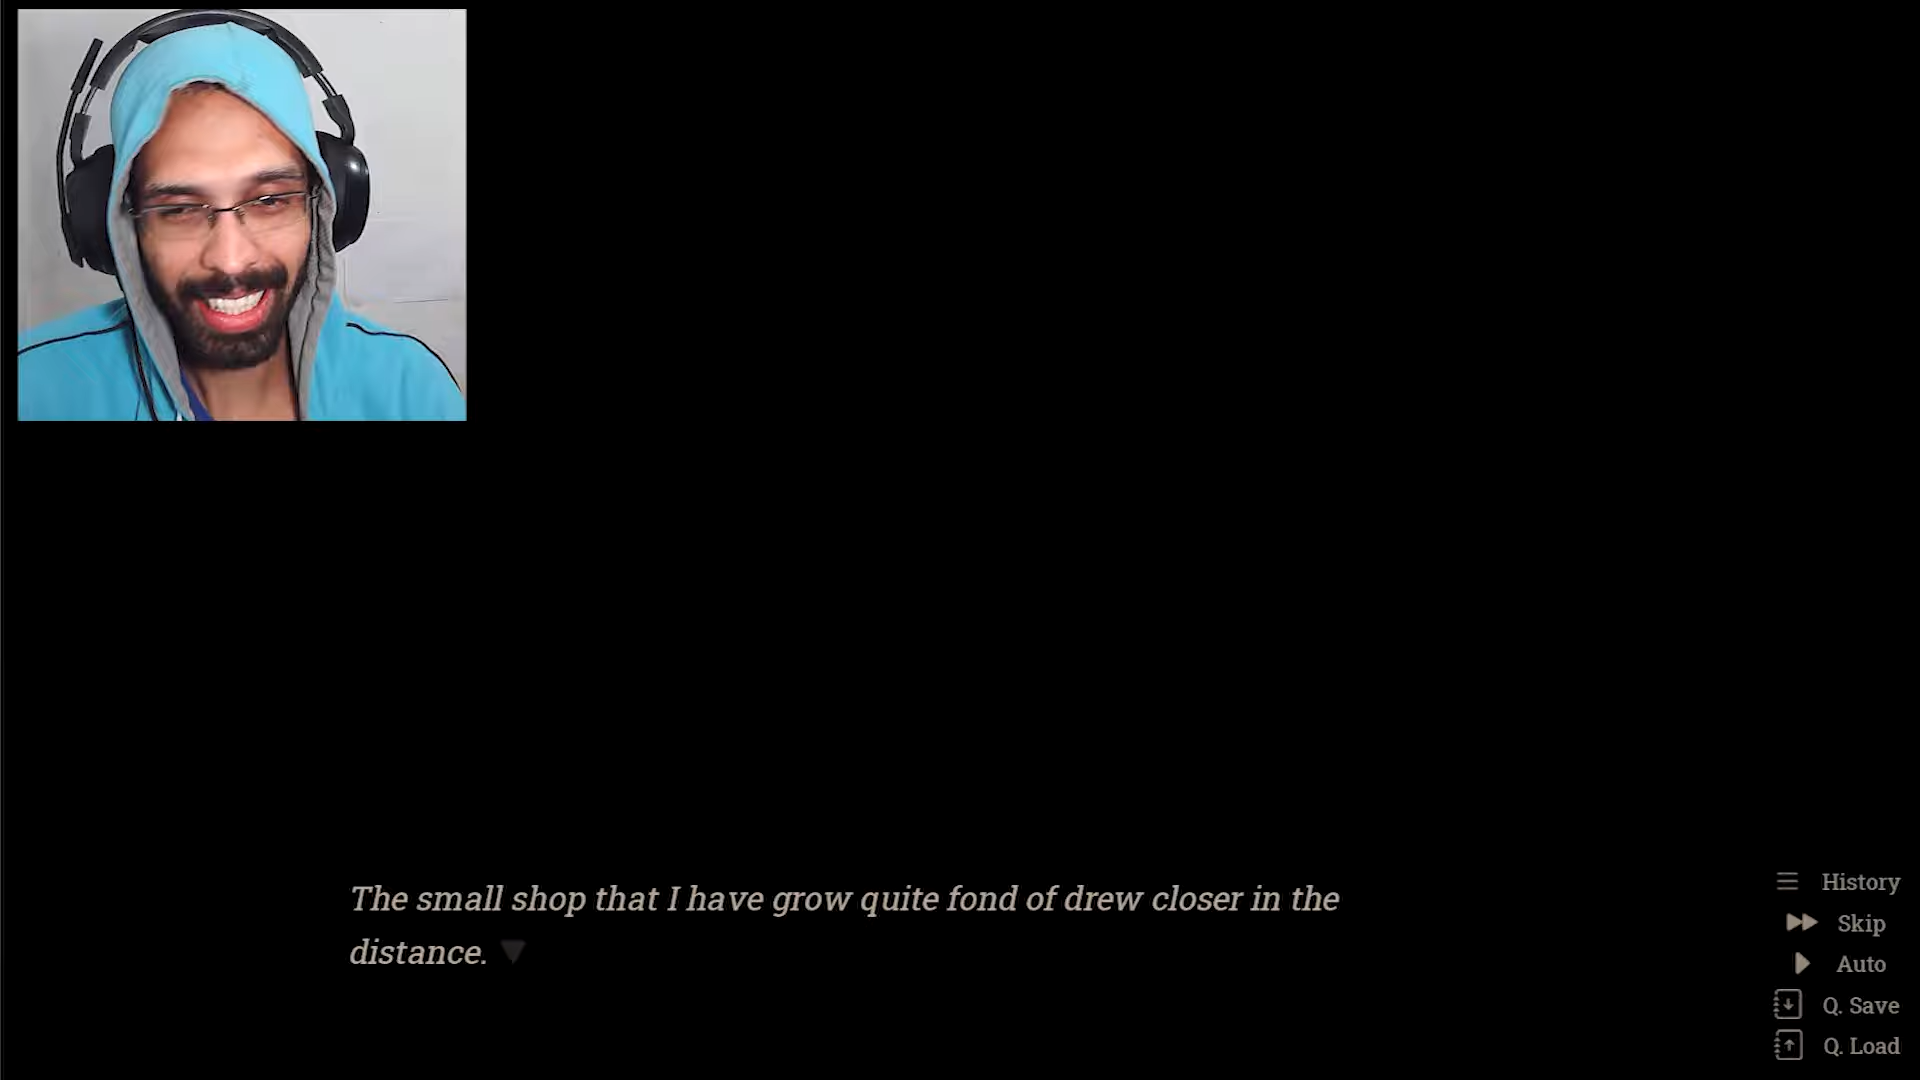 The small shop that I have grow quite fond of drew closer in the
distance.
History
Skip
Auto
Q. Save
Q. Load